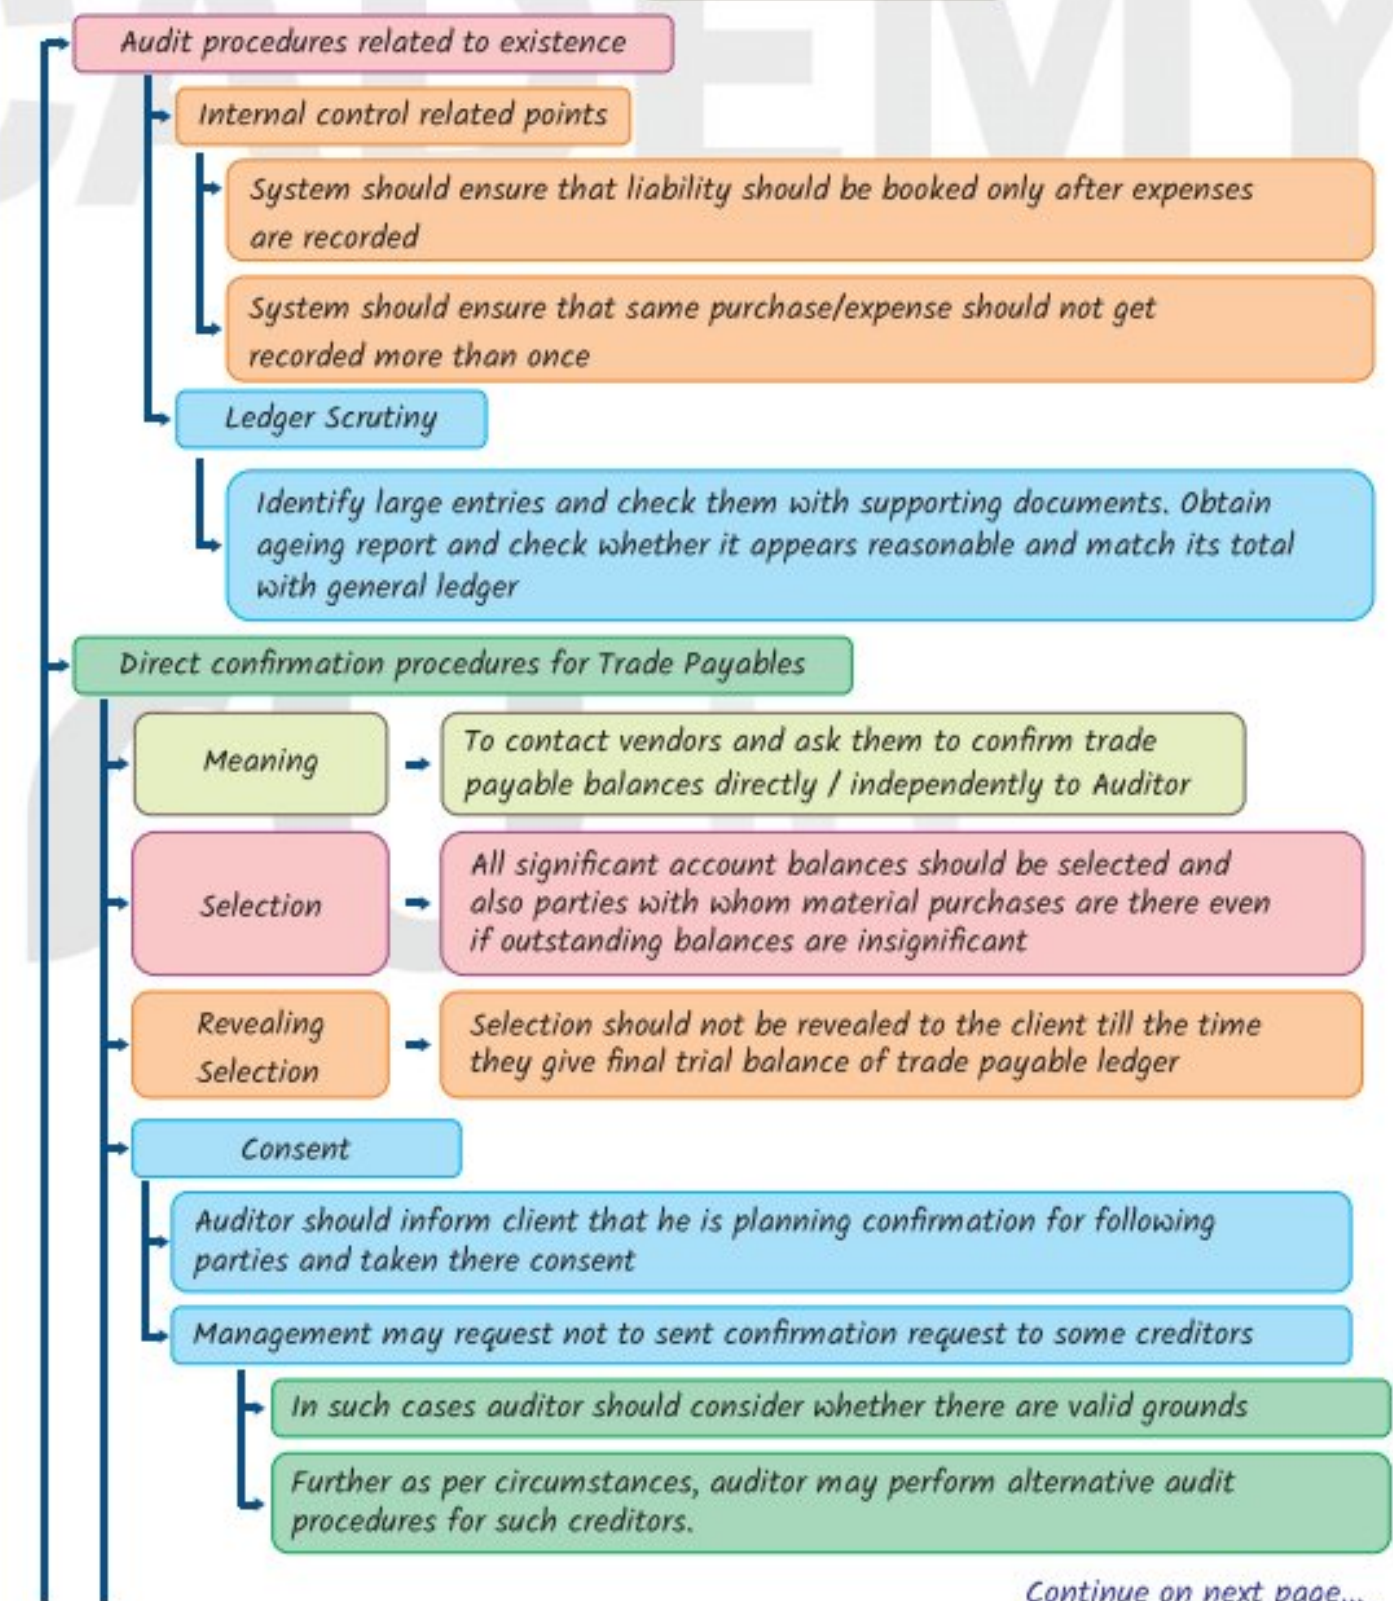 Audit procedures related to existence
Internal control related points
System should ensure that liability should be booked only after expenses
are recorded
System should ensure that same purchase/expense should not get
recorded more than once
Ledger Scrutiny
Identify large entries and check them with supporting documents. Obtain
ageing report and check whether it appears reasonable and match its total
with general ledger
Direct confirmation procedures for Trade Payables
Meaning
To contact vendors and ask them to confirm trade
payable balances directly / independently to Auditor
Selection
All significant account balances should be selected and
also parties with whom material purchases are there even
if outstanding balances are insignificant
Revealing
Selection
Selection should not be revealed to the client till the time
they give final trial balance of trade payable ledger
Consent
Auditor should inform client that he is planning confirmation for following
parties and taken there consent
Management may request not to sent confirmation request to some creditors
In such cases auditor should consider whether there are valid grounds
Further as per circumstances, auditor may perform alternative audit
procedures for such creditors.
Continue on next page...